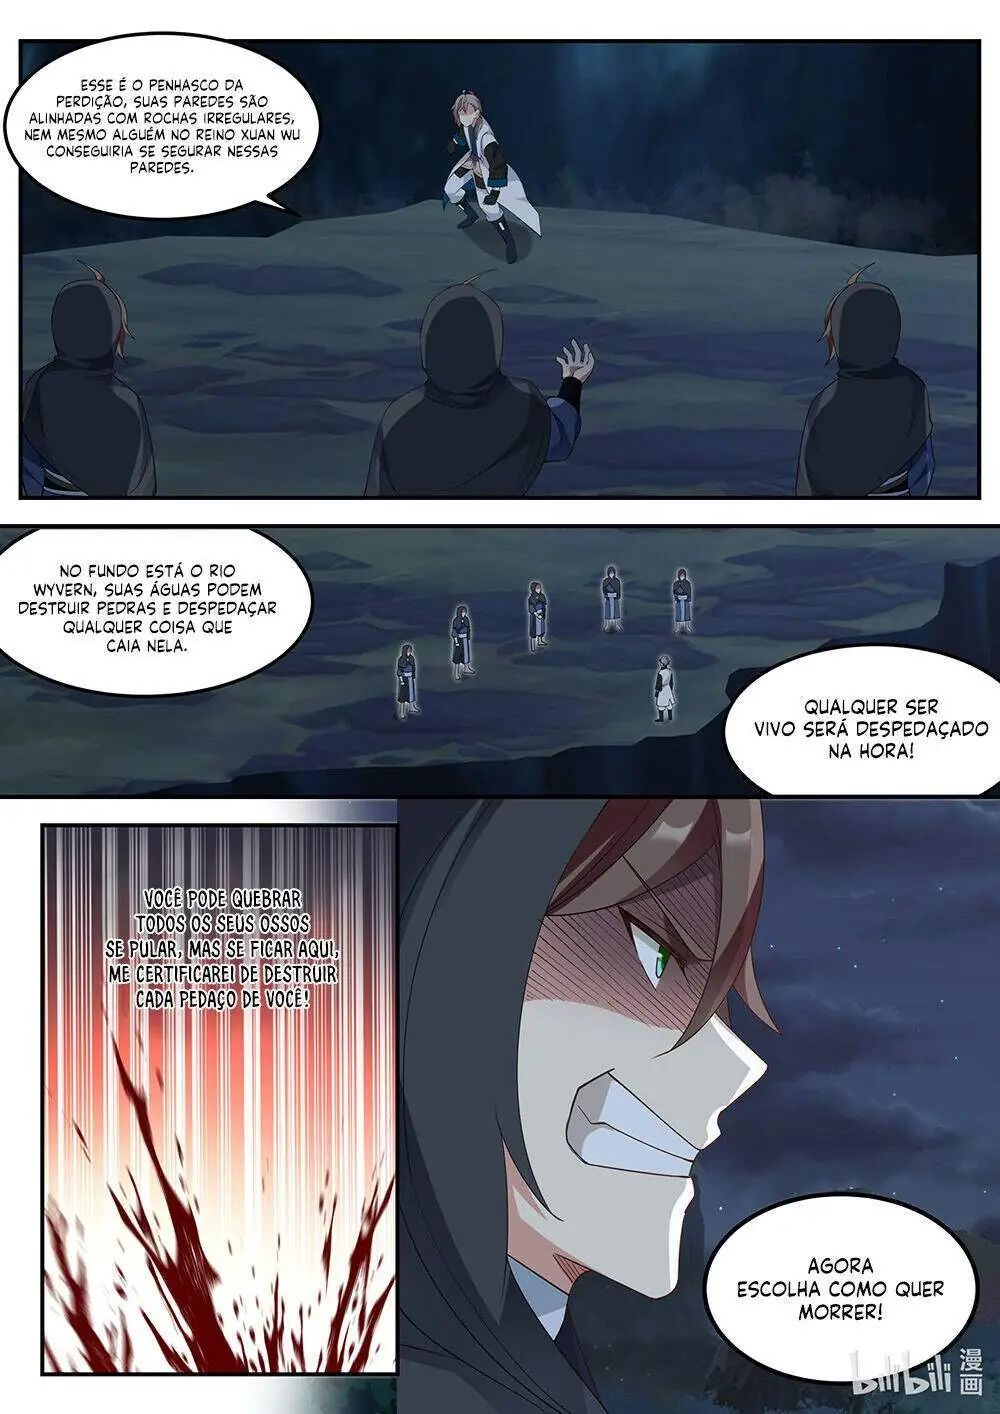 ESSE É O PENHASCO DA
PERDIÇÃO, SUAS PAREDES SÃO
ALINHADAS COM ROCHAS IRREGULARES,
NEM MESMO ALGUÉM NO REINO XUAN WU
CONSEGUIRIA SE SEGURAR NESSAS
PAREDES.
NO FUNDO ESTÁ O RIO
WYVERN, SUAS ÁGUAS PODEM
DESTRUIR PEDRAS E DESPEDAÇAR
QUALQUER COISA QUE
CAIA NELA.
QUALQUER SER
VIVO SERÁ DESPEDAÇADO
NA HORA!
VOCÊ PODE QUEBRAR
TODOS OS SEUS OSSOS
SE PULAR, MAS SE FICAR AQUI,
ME CERTIFICAREI DE DESTRUIR
CADA PEDAÇO DE VOCÊ!
AGORA
ESCOLHA COMO QUER
MORRER!
bilibili 漫画